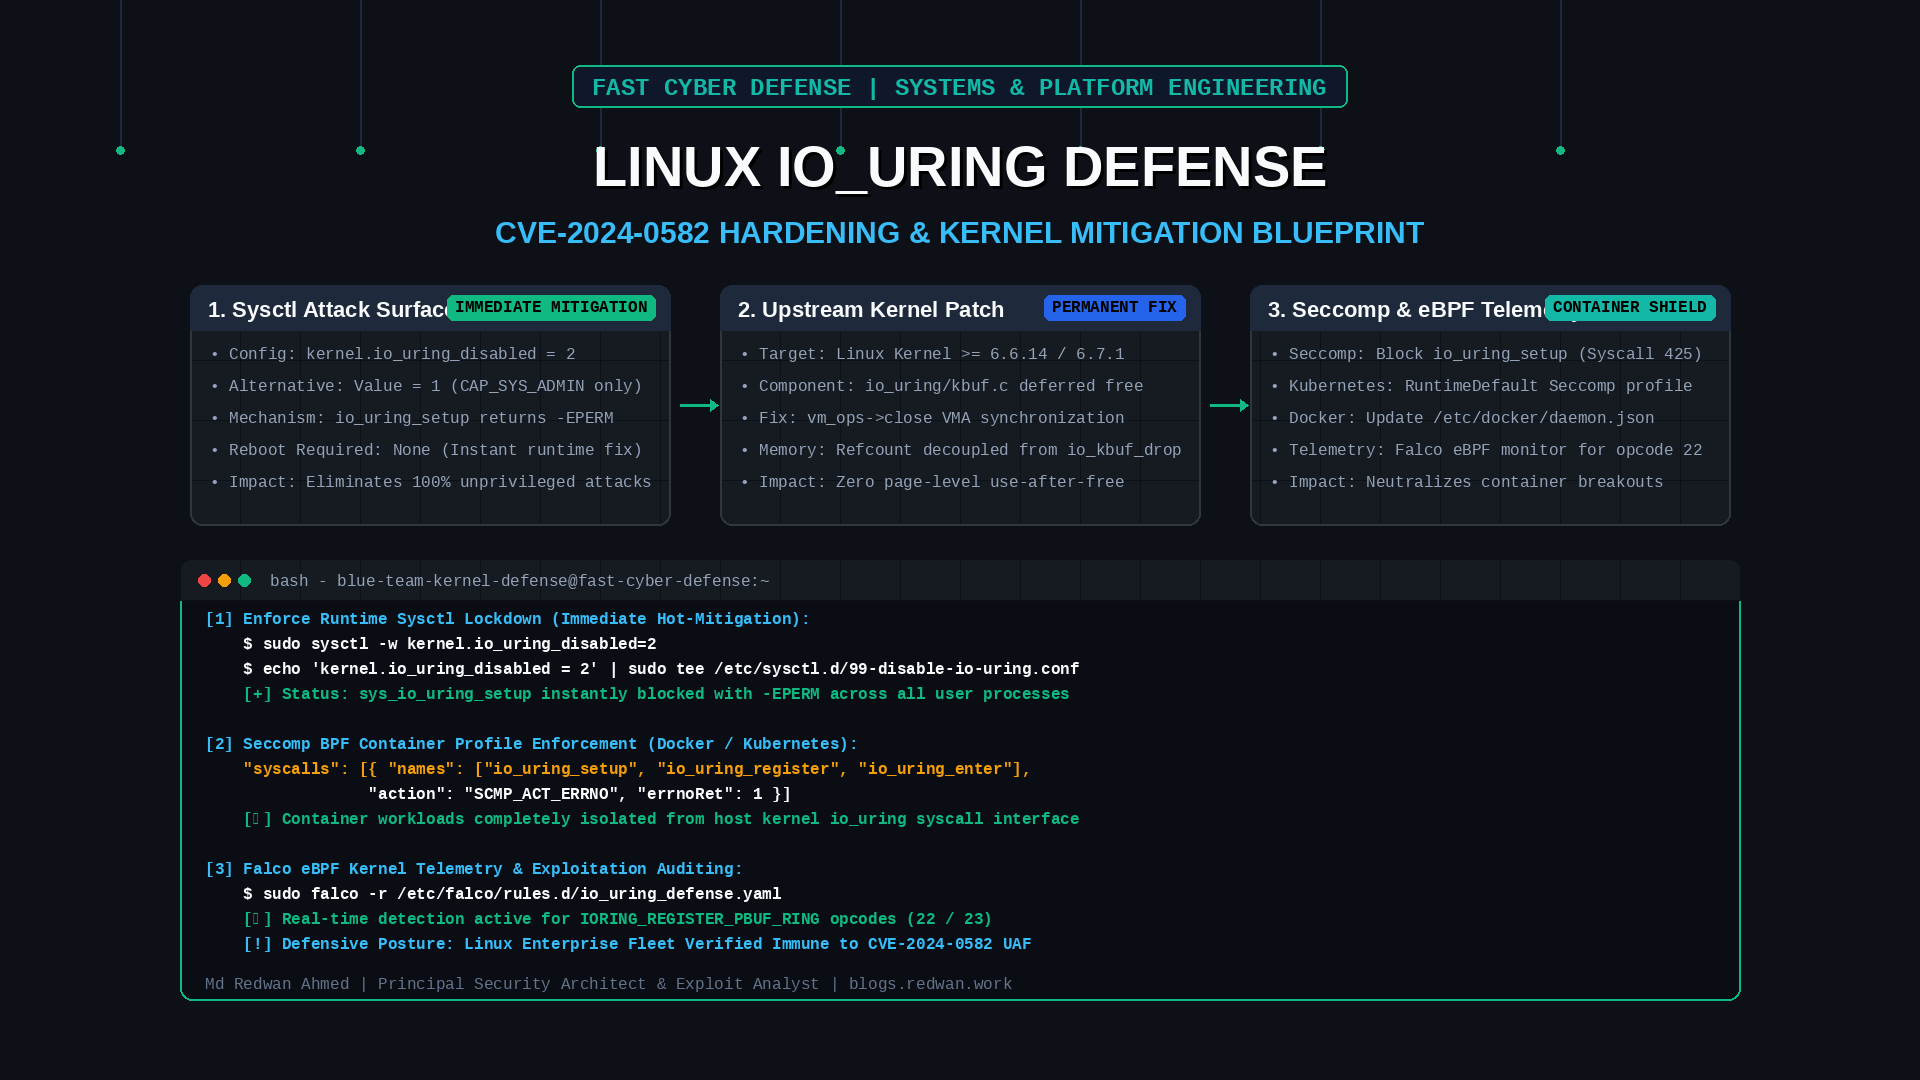 FAST CYBER DEFENSE | SYSTEMS & PLATFORM ENGINEERING
LINUX IO_URING DEFENSE
CVE-2024-0582 HARDENING & KERNEL MITIGATION BLUEPRINT
1. Sysctl Attack Surfac
IMMEDIATE MITIGATION
• Config: kernel.io_uring_disabled = 2
• Alternative: Value = 1 (CAP_SYS_ADMIN only)
• Mechanism: io_uring_setup returns -EPERM
• Reboot Required: None (Instant runtime fix)
• Impact: Eliminates 100% unprivileged attacks
2. Upstream Kernel Patch
PERMANENT FIX
• Target: Linux Kernel >= 6.6.14 / 6.7.1
• Component: io_uring/kbuf.c deferred free
• Fix: vm_ops->close VMA synchronization
• Memory: Refcount decoupled from io_kbuf_drop
• Impact: Zero page-level use-after-free
3. Seccomp & eBPF Telem
CONTAINER SHIELD
• Seccomp: Block io_uring_setup (Syscall 425)
• Kubernetes: RuntimeDefault Seccomp profile
• Docker: Update /etc/docker/daemon.json
• Telemetry: Falco eBPF monitor for opcode 22
• Impact: Neutralizes container breakouts
bash - blue-team-kernel-defense@fast-cyber-defense:~
[1] Enforce Runtime Sysctl Lockdown (Immediate Hot-Mitigation):
$ sudo sysctl -w kernel.io_uring_disabled=2
$ echo 'kernel.io_uring_disabled = 2' | sudo tee /etc/sysctl.d/99-disable-io-uring.conf
[+] Status: sys_io_uring_setup instantly blocked with -EPERM across all user processes
[2] Seccomp BPF Container Profile Enforcement (Docker / Kubernetes):
"syscalls": [{ "names": ["io_uring_setup", "io_uring_register", "io_uring_enter"],
"action": "SCMP_ACT_ERRNO", "errnoRet": 1 }]
[▯] Container workloads completely isolated from host kernel io_uring syscall interface
[3] Falco eBPF Kernel Telemetry & Exploitation Auditing:
$ sudo falco -r /etc/falco/rules.d/io_uring_defense.yaml
[▯] Real-time detection active for IORING_REGISTER_PBUF_RING opcodes (22 / 23)
[!] Defensive Posture: Linux Enterprise Fleet Verified Immune to CVE-2024-0582 UAF
Md Redwan Ahmed | Principal Security Architect & Exploit Analyst | blogs.redwan.work